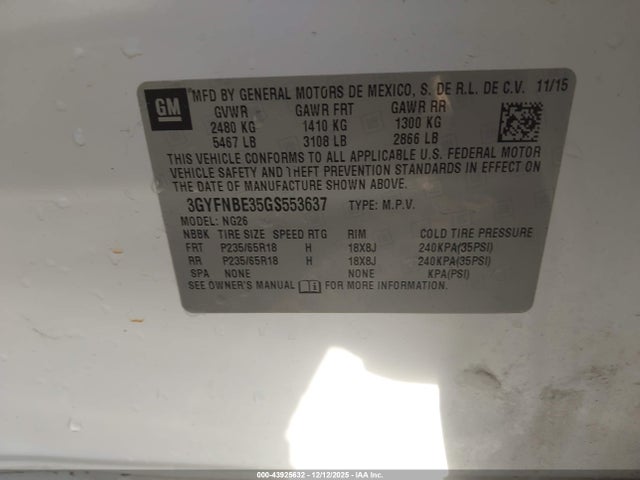 GM
MFD BY GENERAL MOTORS DE MEXICO, S. DE R.L. DE C.V. 11/15
GVWR GAWR FRT GAWR RR
2480 KG 1410 KG 1300 KG
5467 LB 3108 LB 2866 LB
THIS VEHICLE CONFORMS TO ALL APPLICABLE U.S. FEDERAL MOTOR
VEHICLE SAFETY AND THEFT PREVENTION STANDARDS IN EFFECT ON
THE DATE OF MANUFACTURE SHOWN ABOVE.
3GYFNBE35GS553637 TYPE: M.P.V.
MODEL: NG26
NBBK TIRE SIZE SPEED RTG RIM COLD TIRE PRESSURE
FRT P235/65R18 H 18X8J 240KPA(35PSI)
RR P235/65R18 H 18X8J 240KPA(35PSI)
SPA NONE NONE KPA(PSI)
SEE OWNER'S MANUAL i FOR MORE INFORMATION.
000-43925632 - 12/12/2025 - IAA Inc.